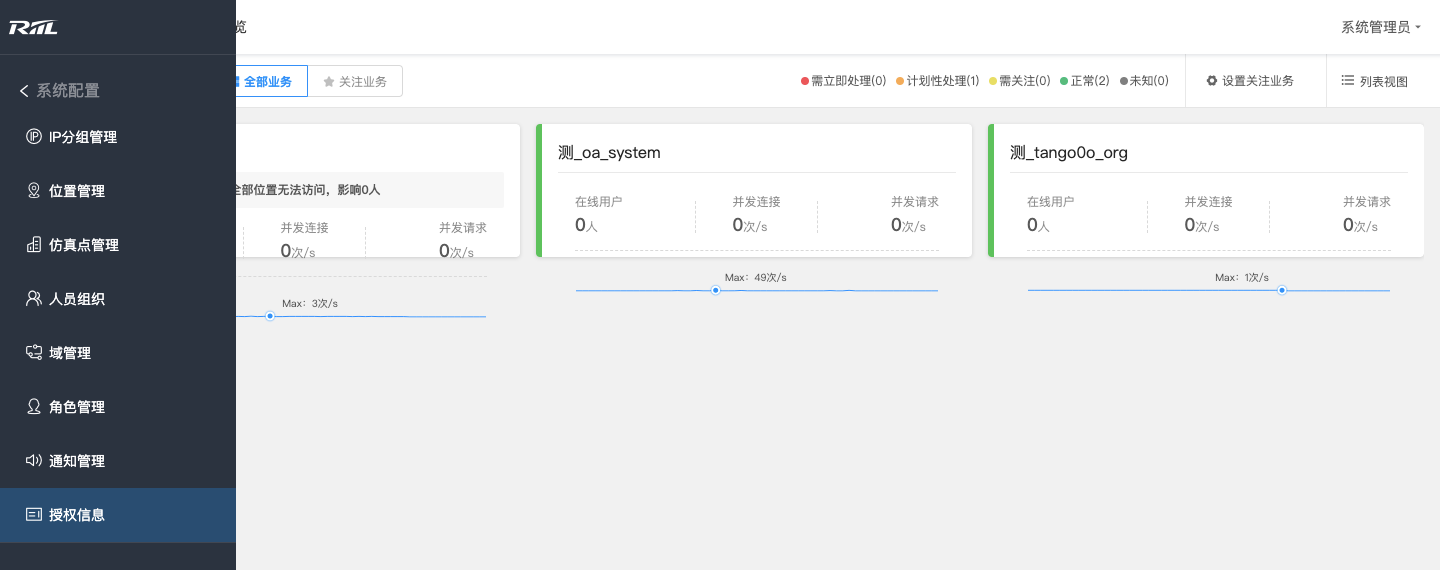 RIIL
览
系统管理员
系统配置
IP分组管理
位置管理
仿真点管理
人员组织
域管理
角色管理
通知管理
授权信息
全部业务
关注业务
需立即处理(0)
计划性处理(1)
需关注(0)
正常(2)
未知(0)
设置关注业务
列表视图
全部位置无法访问，影响0人
并发连接
并发请求
0次/s
0次/s
Max：3次/s
测_oa_system
在线用户
并发连接
并发请求
0人
0次/s
0次/s
Max：49次/s
测_tango0o_org
在线用户
并发连接
并发请求
0人
0次/s
0次/s
Max：1次/s